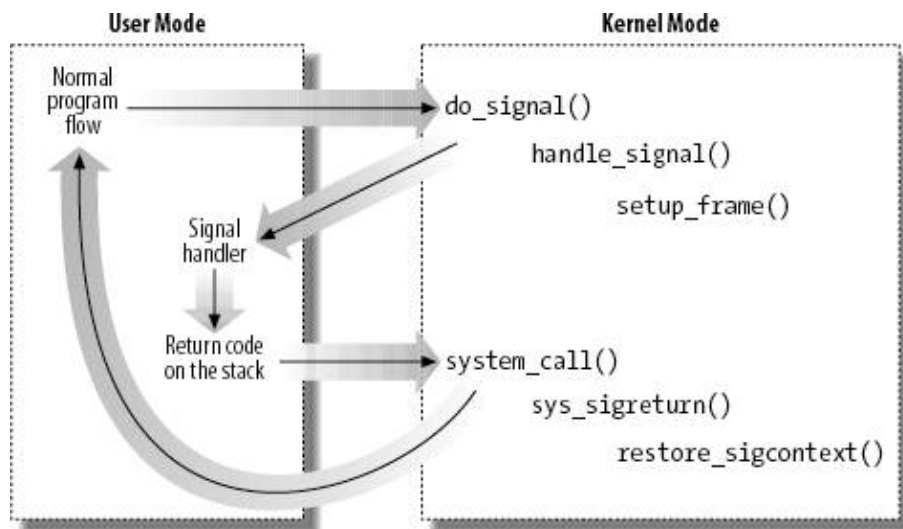 User Mode
Kernel Mode
Normal
program
flow
do_signal()
handle_signal()
setup_frame()
Signal
handler
Return code
on the stack
system_call()
sys_sigreturn()
restore_sigcontext()